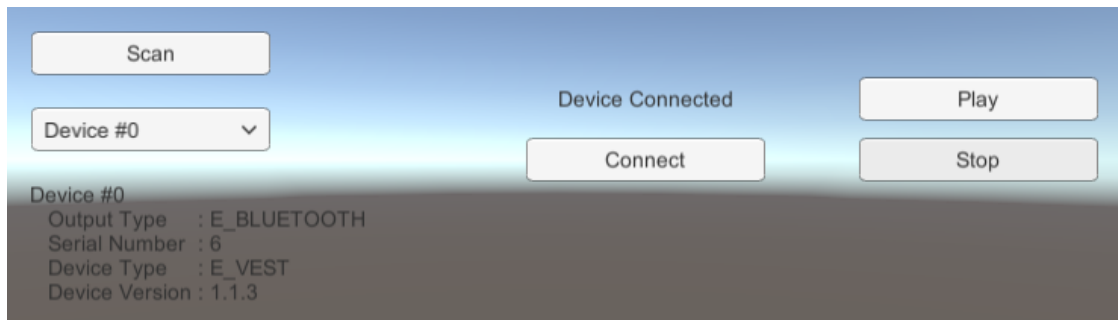 Scan
Device #0
Device Connected
Connect
Play
Stop
Device #0
Output Type : E_BLUETOOTH
Serial Number : 6
Device Type : E_VEST
Device Version : 1.1.3